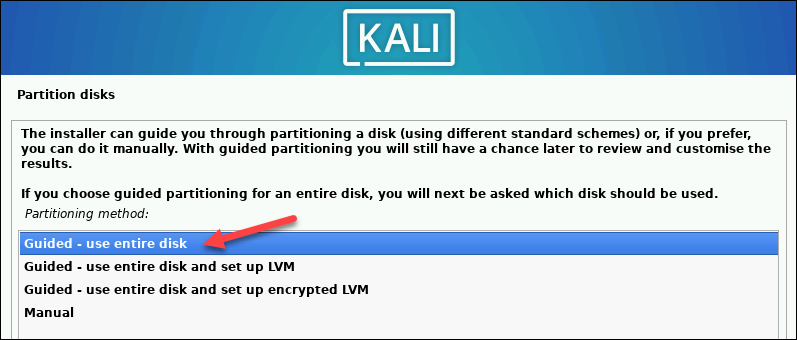 KALI
Partition disks
The installer can guide you through partitioning a disk (using different standard schemes) or, if you prefer,
you can do it manually. With guided partitioning you will still have a chance later to review and customise the
results.
If you choose guided partitioning for an entire disk, you will next be asked which disk should be used.
Partitioning method:
Guided - use entire disk
Guided - use entire disk and set up LVM
Guided - use entire disk and set up encrypted LVM
Manual